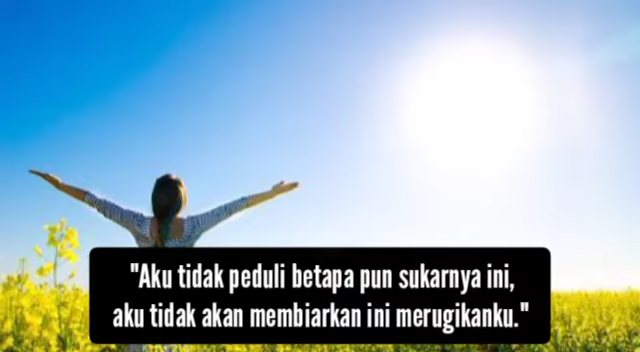 "Aku tidak peduli betapa pun sukarnya ini,
aku tidak akan membiarkan ini merugikanku."